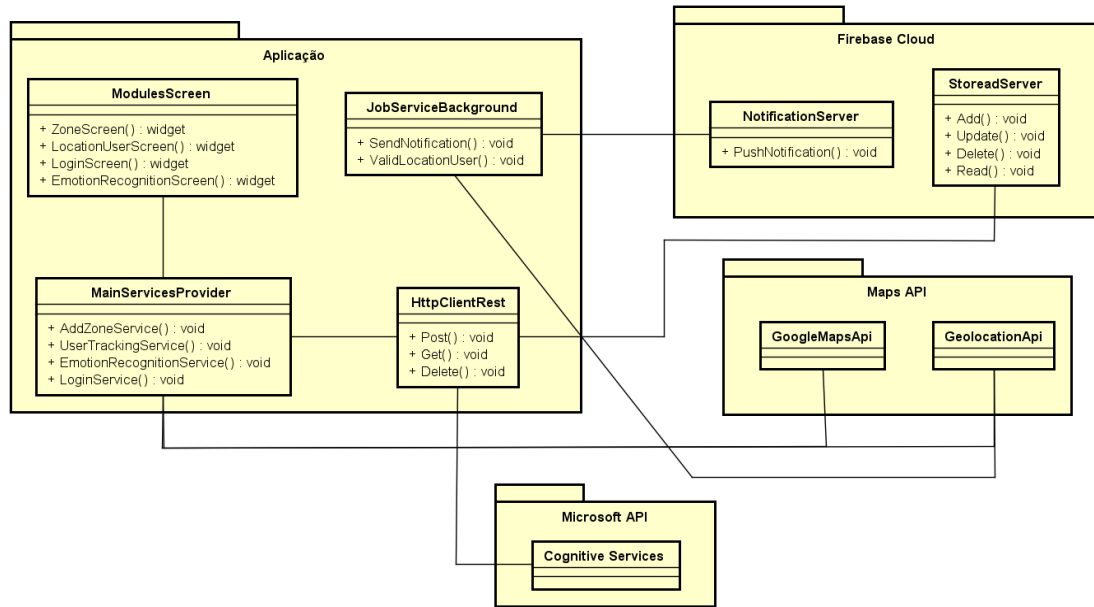 Aplicação
ModulesScreen
+ ZoneScreen() : widget
+ LocationUserScreen() : widget
+ LoginScreen() : widget
+ EmotionRecognitionScreen() : widget
JobServiceBackground
+ SendNotification() : void
+ ValidLocationUser() : void
MainServicesProvider
+ AddZoneService() : void
+ UserTrackingService() : void
+ EmotionRecognitionService() : void
+ LoginService() : void
HttpClientRest
+ Post() : void
+ Get() : void
+ Delete() : void
Firebase Cloud
NotificationServer
+ PushNotification() : void
StoreadServer
+ Add() : void
+ Update() : void
+ Delete() : void
+ Read() : void
Maps API
GoogleMapsApi
GeolocationApi
Microsoft API
Cognitive Services